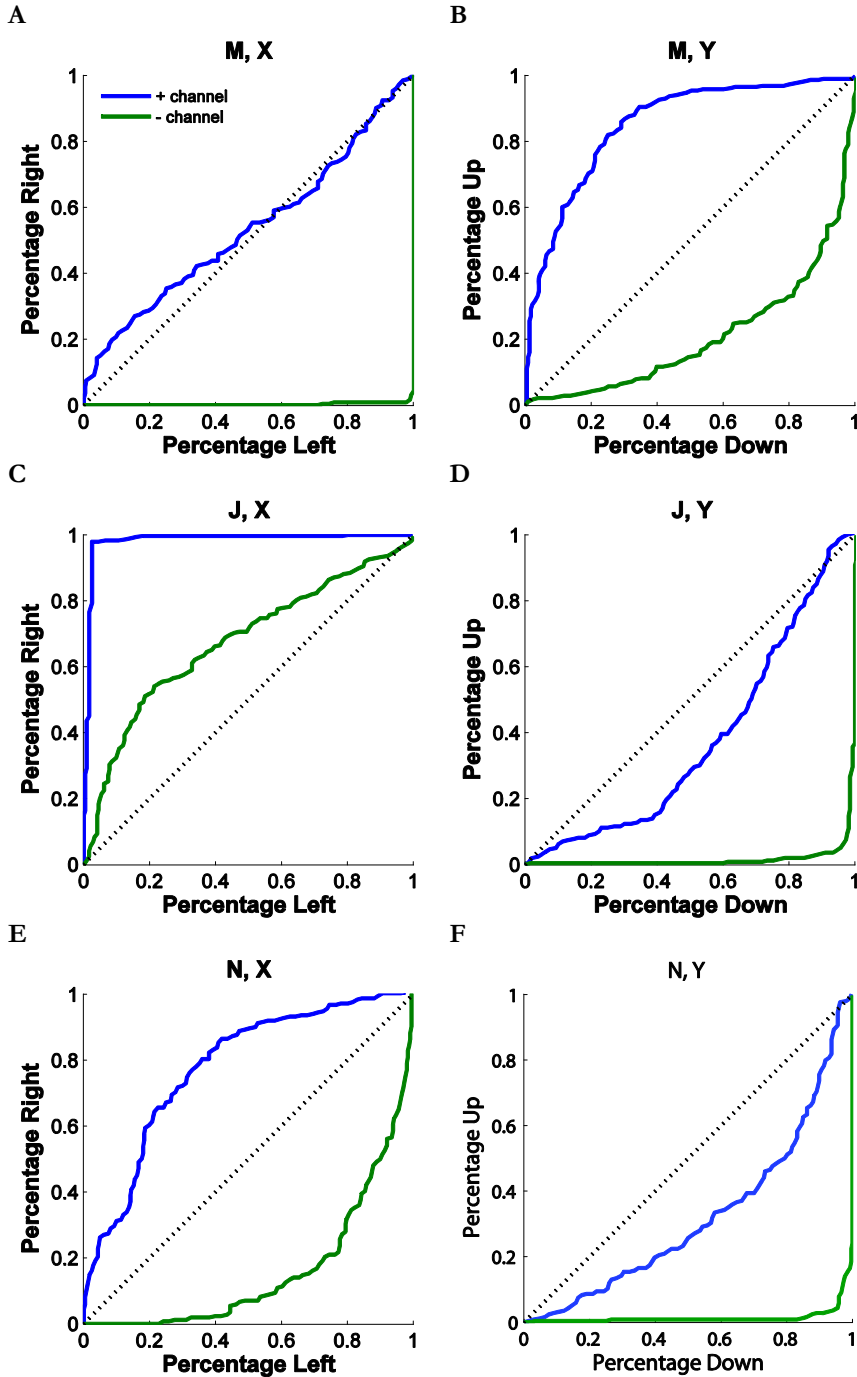 A
M, X
+ channel
- channel
1
0.8
0.6
0.4
0.2
0
Percentage Right
0.2
0.4
0.6
0.8
1
Percentage Left
B
M, Y
1
0.8
0.6
0.4
0.2
0
Percentage Up
0
0.2
0.4
0.6
0.8
1
Percentage Down
C
J, X
1
0.8
0.6
0.4
0.2
0
Percentage Right
0
0.2
0.4
0.6
0.8
1
Percentage Left
D
J, Y
1
0.8
0.6
0.4
0.2
0
Percentage Up
0
0.2
0.4
0.6
0.8
1
Percentage Down
E
N, X
1
0.8
0.6
0.4
0.2
0
Percentage Right
0
0.2
0.4
0.6
0.8
1
Percentage Left
F
N, Y
1
0.8
0.6
0.4
0.2
0
Percentage Up
0
0.2
0.4
0.6
0.8
1
Percentage Down